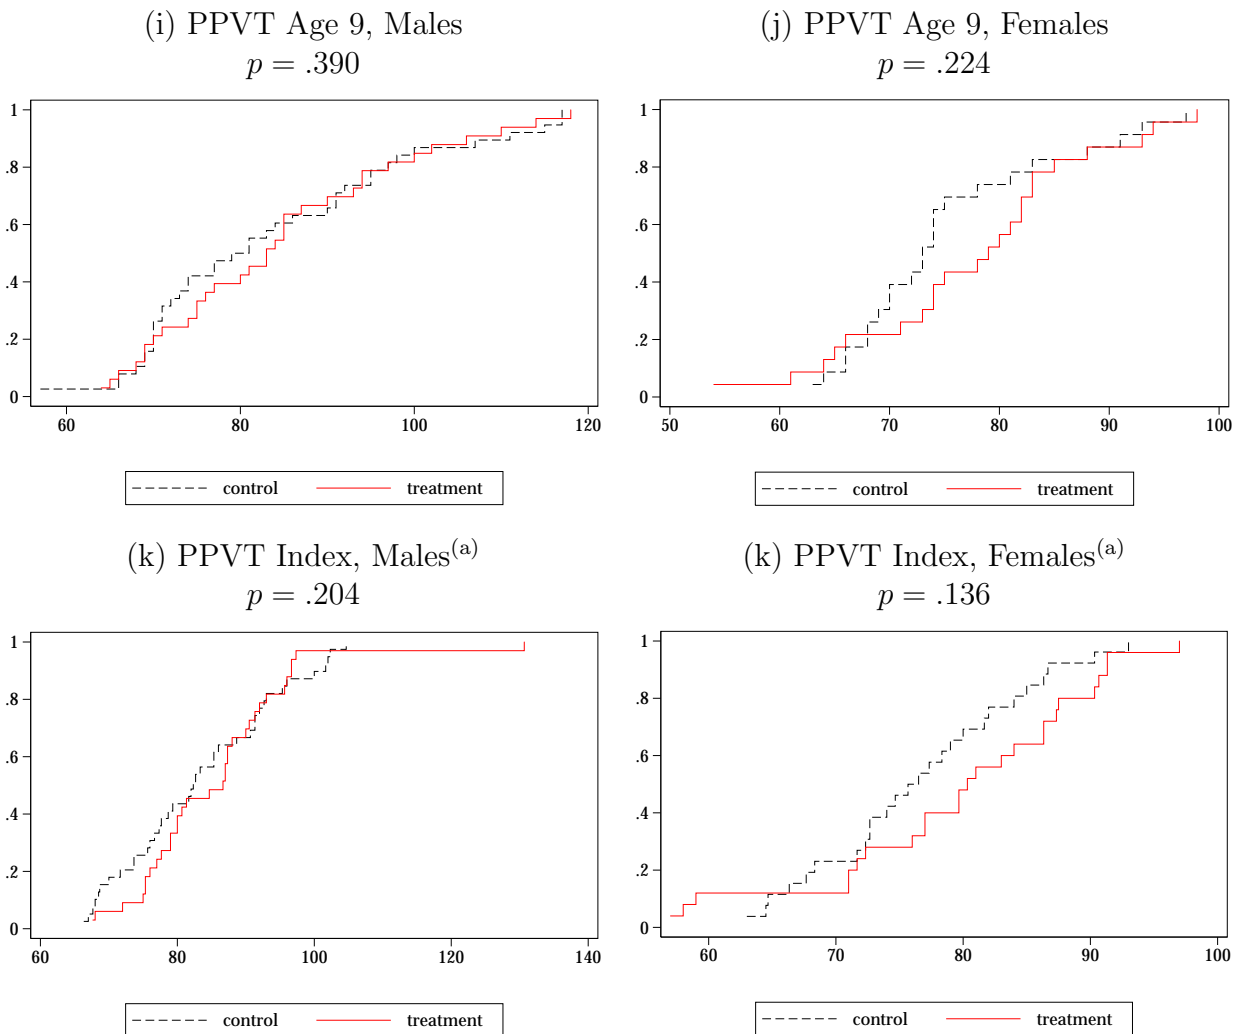 (i) PPVT Age 9, Males
p = .390
1
.8
.6
.4
.2
0
60 80 100 120
control treatment
(j) PPVT Age 9, Females
p = .224
1
.8
.6
.4
.2
0
50 60 70 80 90 100
control treatment
(k) PPVT Index, Males(a)
p = .204
1
.8
.6
.4
.2
0
60 80 100 120 140
control treatment
(k) PPVT Index, Females(a)
p = .136
1
.8
.6
.4
.2
0
60 70 80 90 100
control treatment